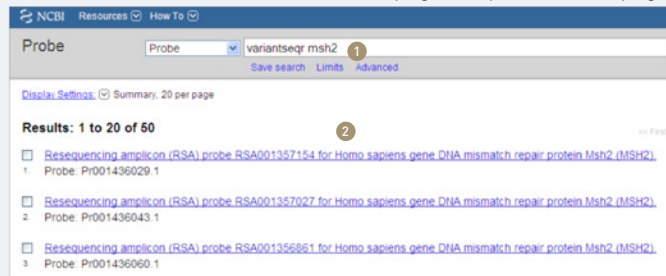 NCBI Resources How To
Probe Probe variantseqr msh2 1
Save search Limits Advanced
Display Settings: Summary, 20 per page
Results: 1 to 20 of 50 2 << First
Resequencing amplicon (RSA) probe RSA001357154 for Homo sapiens gene DNA mismatch repair protein Msh2 (MSH2).
1. Probe: Pr001436029.1
Resequencing amplicon (RSA) probe RSA001357027 for Homo sapiens gene DNA mismatch repair protein Msh2 (MSH2).
2. Probe: Pr001436043.1
Resequencing amplicon (RSA) probe RSA001356861 for Homo sapiens gene DNA mismatch repair protein Msh2 (MSH2).
3. Probe: Pr001436060.1